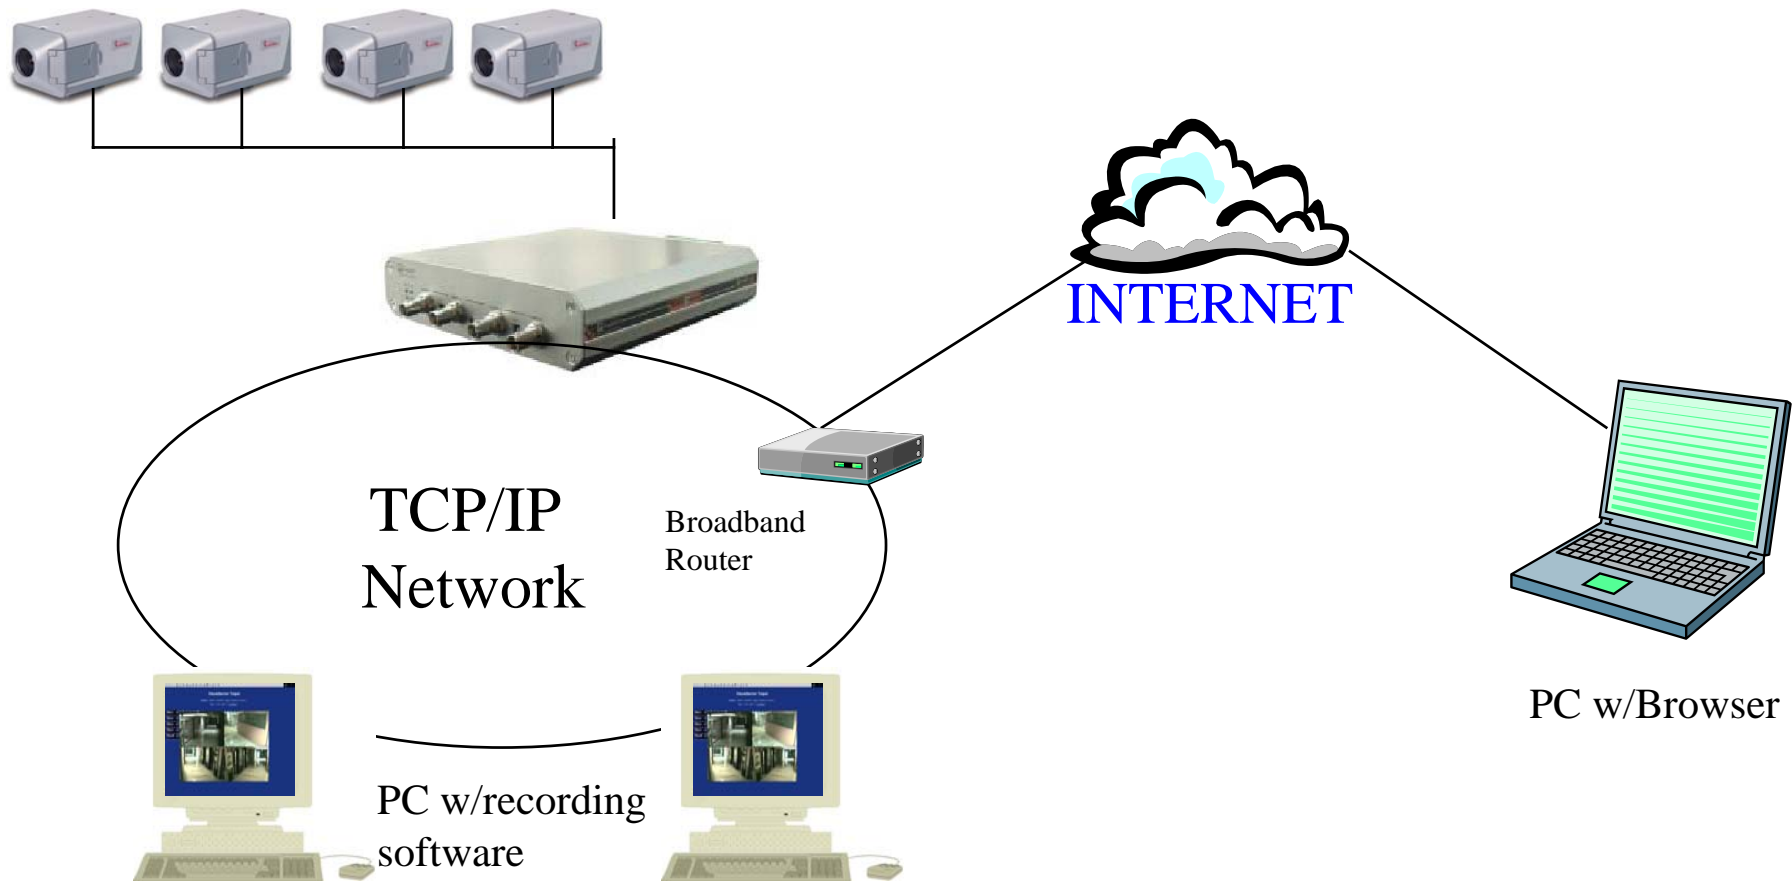 INTERNET
TCP/IP
Network
Broadband
Router
PC w/Browser
PC w/recording
software